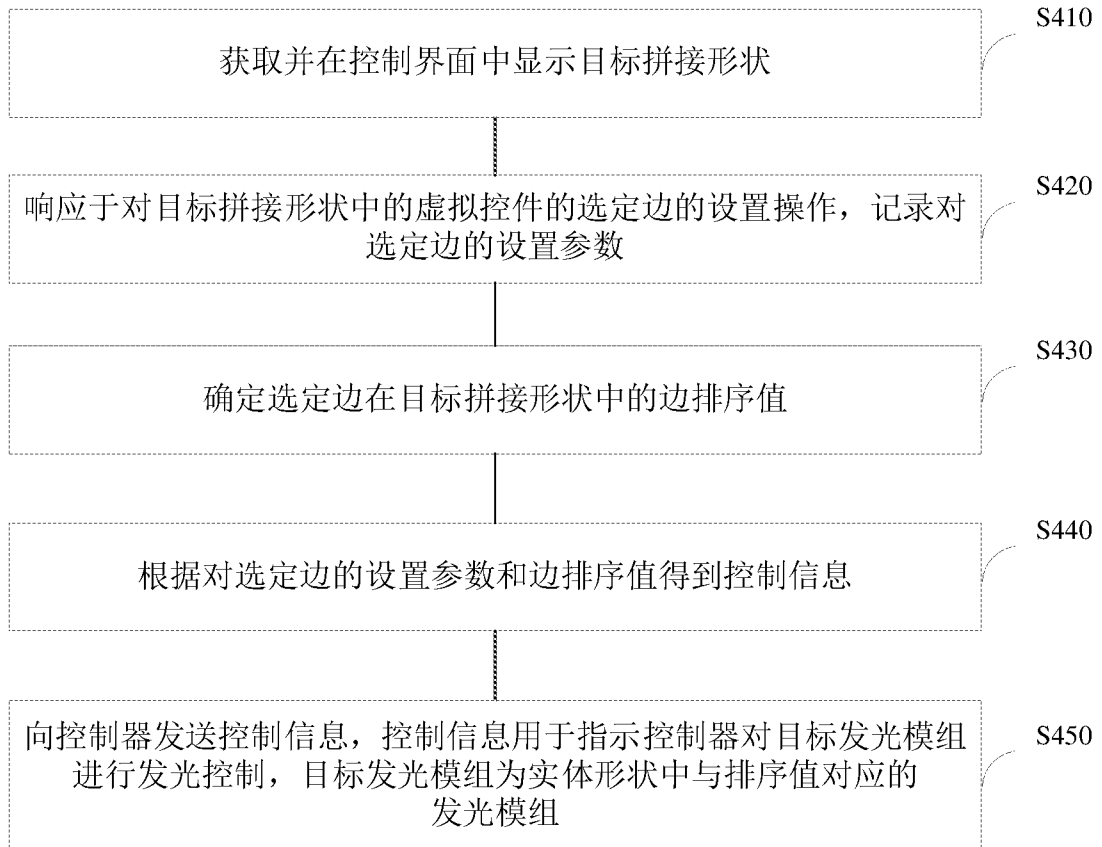 S410
获取并在控制界面中显示目标拼接形状
S420
响应于对目标拼接形状中的虚拟控件的选定边的设置操作，记录对
选定边的设置参数
S430
确定选定边在目标拼接形状中的边排序值
S440
根据对选定边的设置参数和边排序值得到控制信息
S450
向控制器发送控制信息，控制信息用于指示控制器对目标发光模组
进行发光控制，目标发光模组为实体形状中与排序值对应的
发光模组